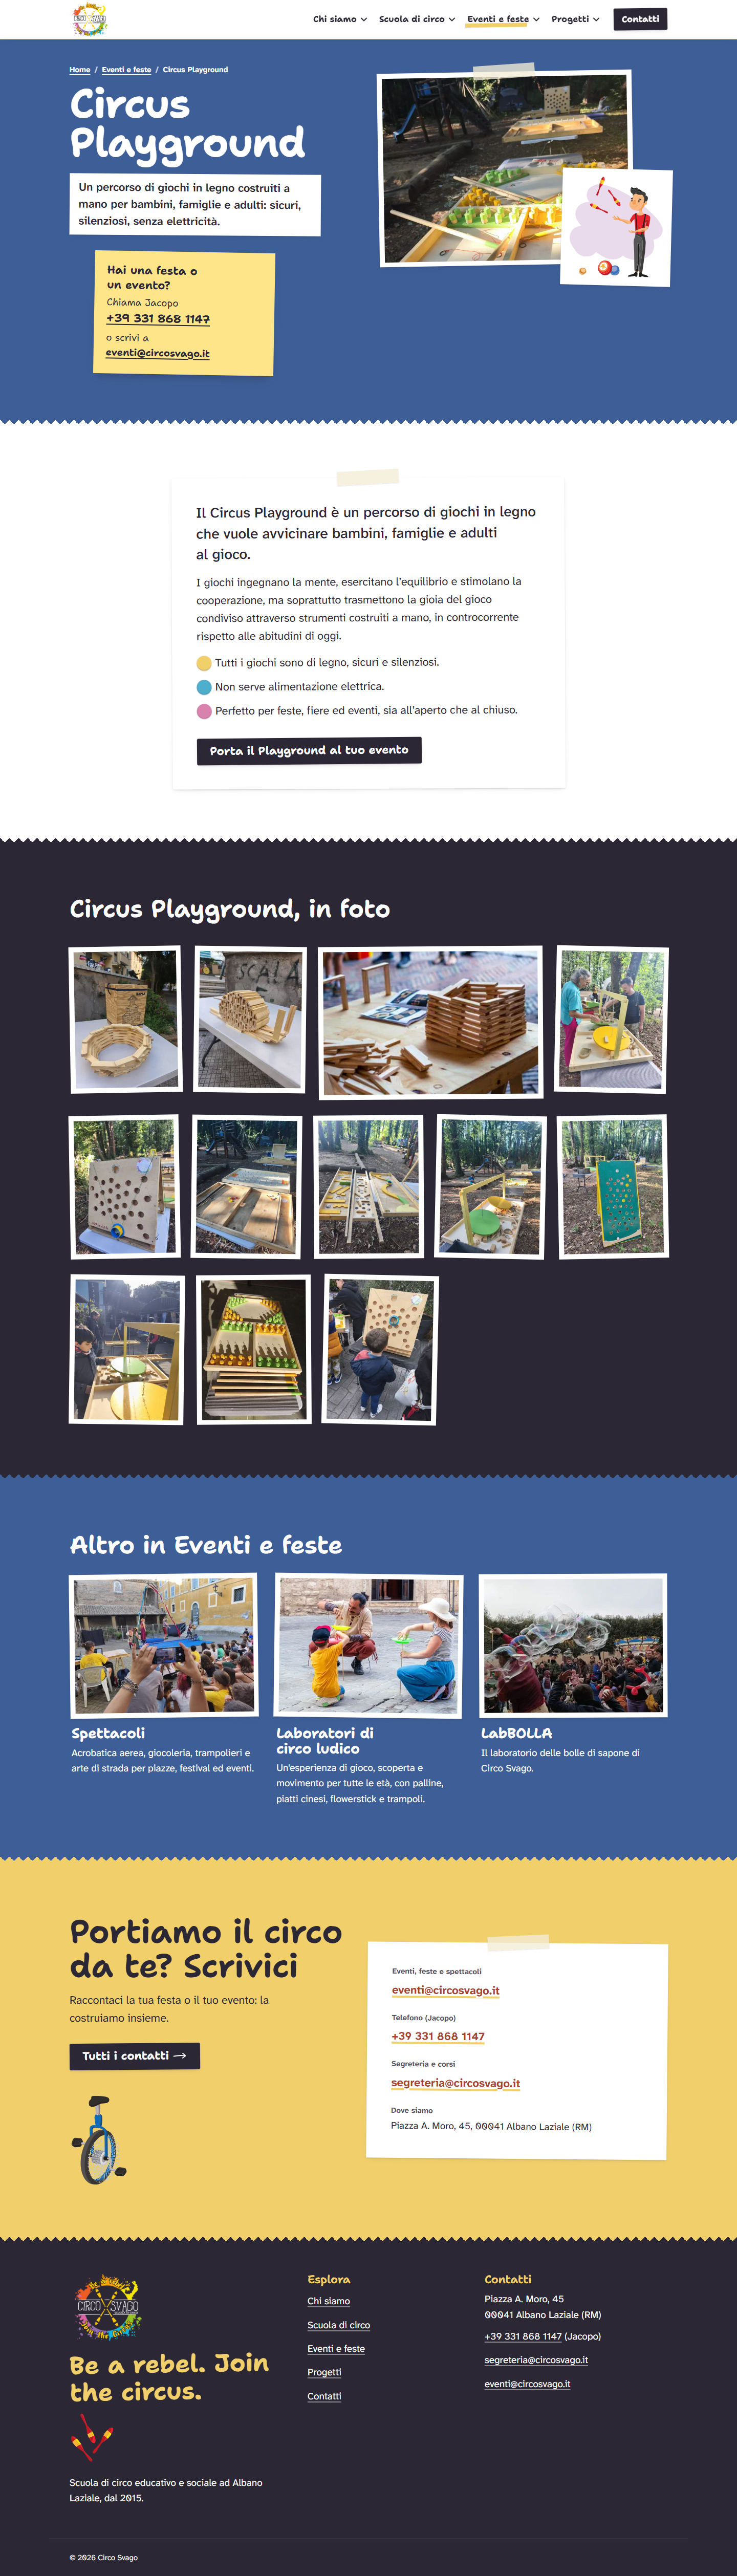 CIRCO SVAGO
Chi siamo
Scuola di circo
Eventi e feste
Progetti
Contatti
Home / Eventi e feste / Circus Playground
Circus
Playground
Un percorso di giochi in legno costruiti a
mano per bambini, famiglie e adulti: sicuri,
silenziosi, senza elettricità.
Hai una festa o
un evento?
Chiama Jacopo
+39 331 868 1147
o scrivi a
eventi@circosvago.it
Il Circus Playground è un percorso di giochi in legno
che vuole avvicinare bambini, famiglie e adulti
al gioco.
I giochi ingegnano la mente, esercitano l'equilibrio e stimolano la
cooperazione, ma soprattutto trasmettono la gioia del gioco
condiviso attraverso strumenti costruiti a mano, in controcorrente
rispetto alle abitudini di oggi.
Tutti i giochi sono di legno, sicuri e silenziosi.
Non serve alimentazione elettrica.
Perfetto per feste, fiere ed eventi, sia all'aperto che al chiuso.
Porta il Playground al tuo evento
Circus Playground, in foto
SCALA
Altro in Eventi e feste
Spettacoli
Acrobatica aerea, giocoleria, trampolieri e
arte di strada per piazze, festival ed eventi.
Laboratori di
circo ludico
Un'esperienza di gioco, scoperta e
movimento per tutte le età, con palline,
piatti cinesi, flowerstick e trampoli.
LabBOLLA
Il laboratorio delle bolle di sapone di
Circo Svago.
Portiamo il circo
da te? Scrivici
Raccontaci la tua festa o il tuo evento: la
costruiamo insieme.
Tutti i contatti
Eventi, feste e spettacoli
eventi@circosvago.it
Telefono (Jacopo)
+39 331 868 1147
Segreteria e corsi
segreteria@circosvago.it
Dove siamo
Piazza A. Moro, 45, 00041 Albano Laziale (RM)
CIRCO SVAGO
Be a rebel. Join
the circus.
Scuola di circo educativo e sociale ad Albano
Laziale, dal 2015.
Esplora
Chi siamo
Scuola di circo
Eventi e feste
Progetti
Contatti
Contatti
Piazza A. Moro, 45
00041 Albano Laziale (RM)
+39 331 868 1147 (Jacopo)
segreteria@circosvago.it
eventi@circosvago.it
© 2026 Circo Svago